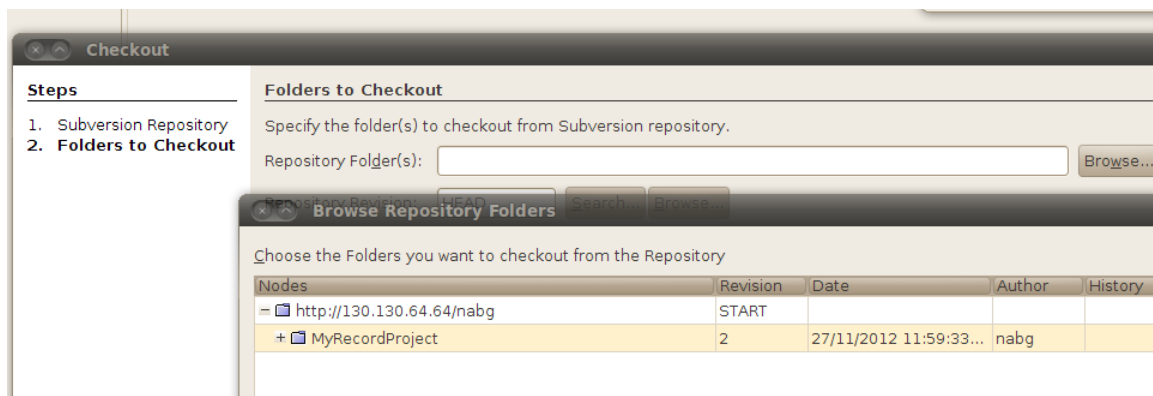 Checkout
Steps
1. Subversion Repository
2. Folders to Checkout
Folders to Checkout
Specify the folder(s) to checkout from Subversion repository.
Repository Folder(s): Browse...
Repository Revision: HEAD Search... Browse...
Browse Repository Folders
Choose the Folders you want to checkout from the Repository
Nodes Revision Date Author History
http://130.130.64.64/nabg START
MyRecordProject 2 27/11/2012 11:59:33... nabg